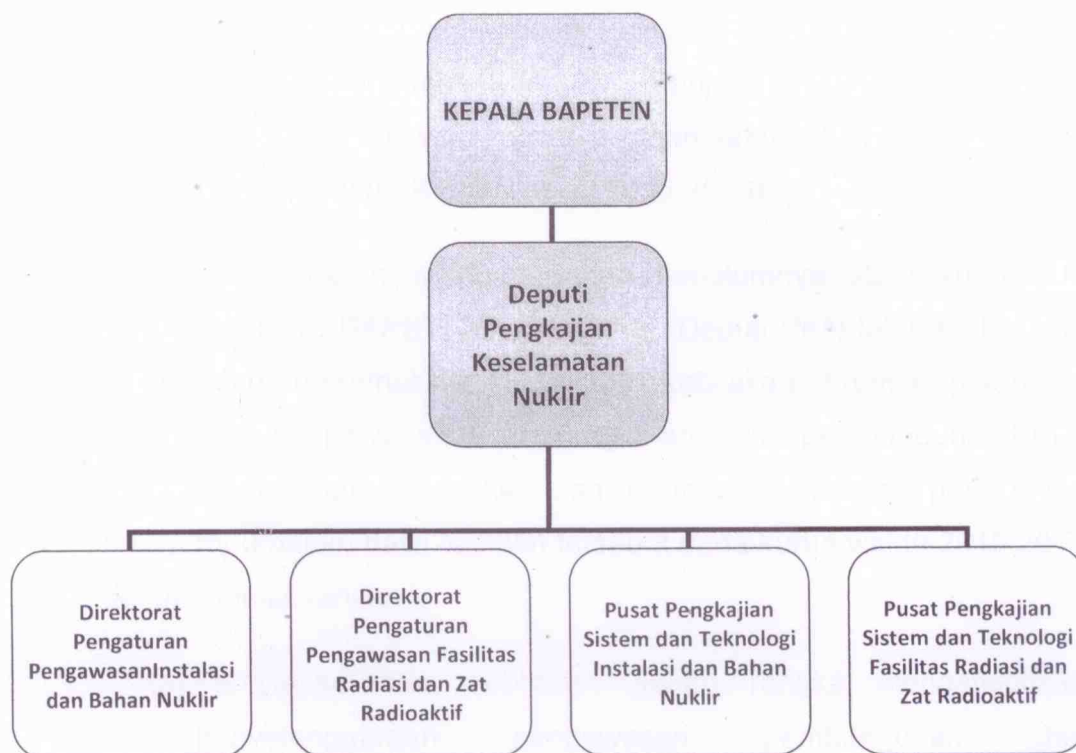 KEPALA BAPETEN
Deputi
Pengkajian
Keselamatan
Nuklir
Direktorat
Pengaturan
PengawasanInstalasi
dan Bahan Nuklir
Direktorat
Pengaturan
Pengawasan Fasilitas
Radiasi dan Zat
Radioaktif
Pusat Pengkajian
Sistem dan Teknologi
Instalasi dan Bahan
Nuklir
Pusat Pengkajian
Sistem dan Teknologi
Fasilitas Radiasi dan
Zat Radioaktif